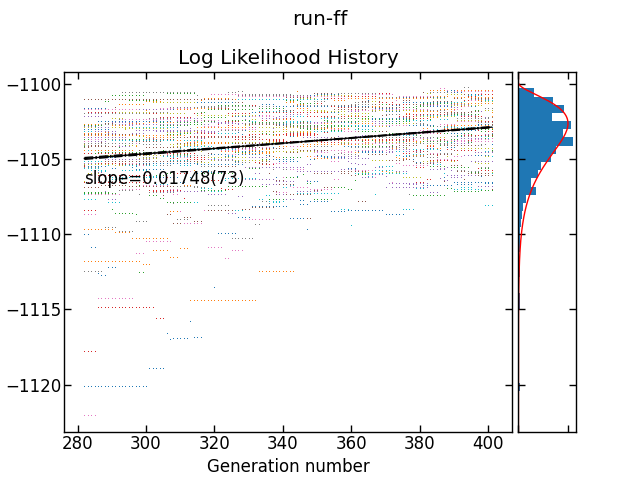 run-ff
Log Likelihood History
−1100
−1105
slope=0.01748(73)
−1110
−1115
−1120
280 300 320 340 360 380 400
Generation number